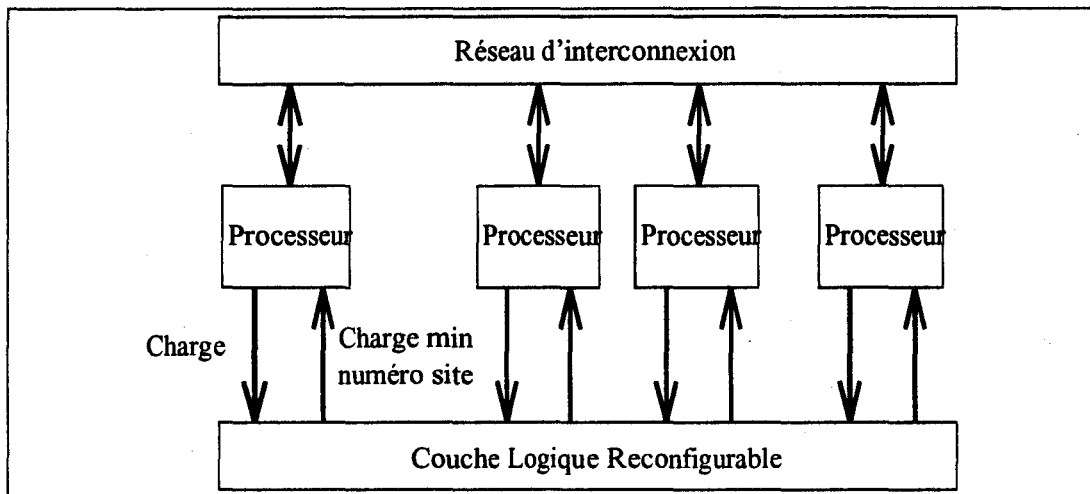 Réseau d'interconnexion
Processeur Processeur Processeur Processeur
Charge
Charge min
numéro site
Couche Logique Reconfigurable